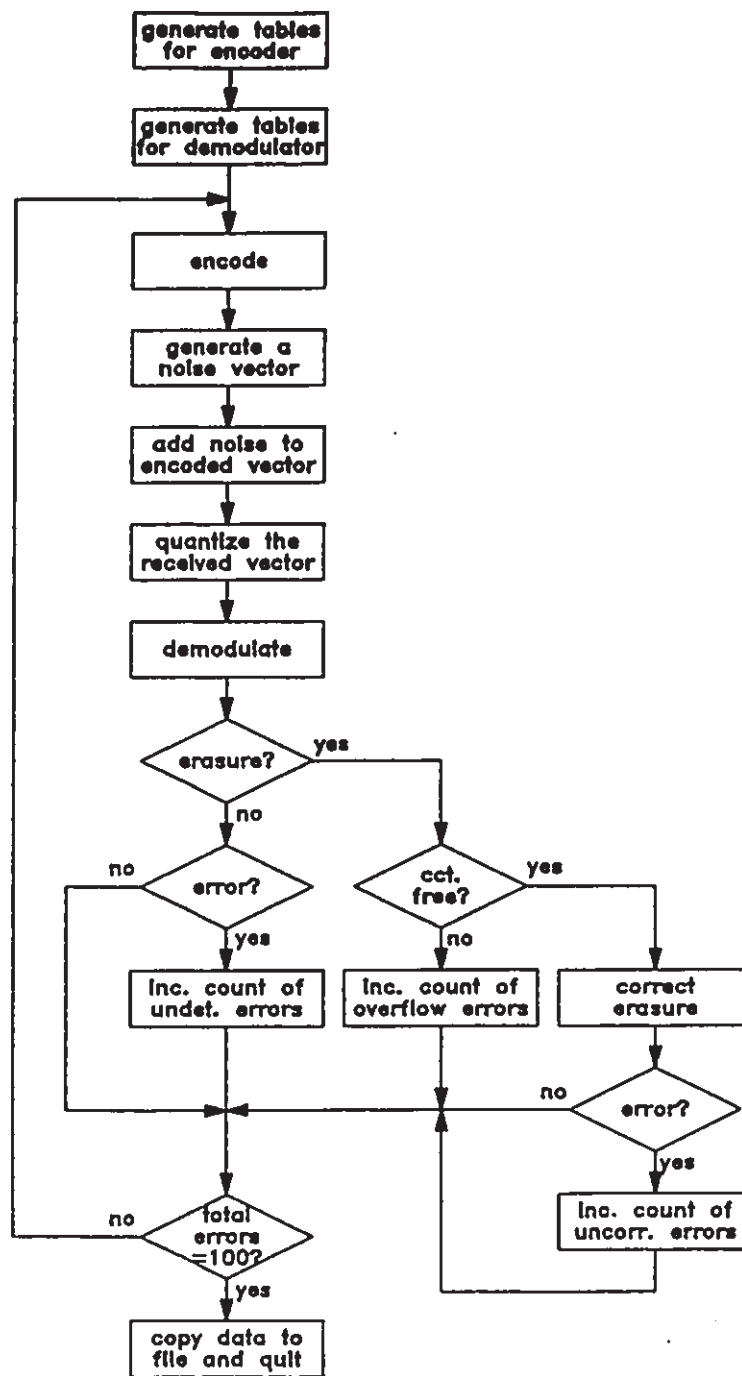 generate tables
for encoder
generate tables
for demodulator
encode
generate a
noise vector
add noise to
encoded vector
quantize the
received vector
demodulate
erasure?
yes
no
no
error?
yes
cct.
free?
yes
no
Inc. count of
undet. errors
Inc. count of
overflow errors
correct
erasure
no
error?
yes
Inc. count of
uncorr. errors
no
total
errors
=100?
yes
copy data to
file and quit